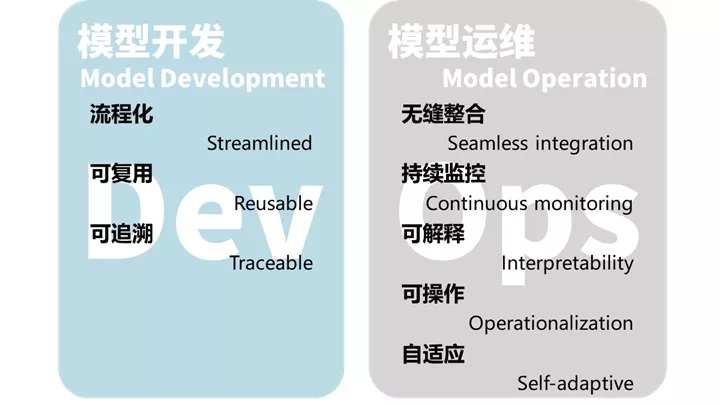 模型开发
Model Development
流程化
Streamlined
可复用
Reusable
可追溯
Traceable
Dev
模型运维
Model Operation
无缝整合
Seamless integration
持续监控
Continuous monitoring
可解释
Interpretability
可操作
Operationalization
自适应
Self-adaptive
Ops